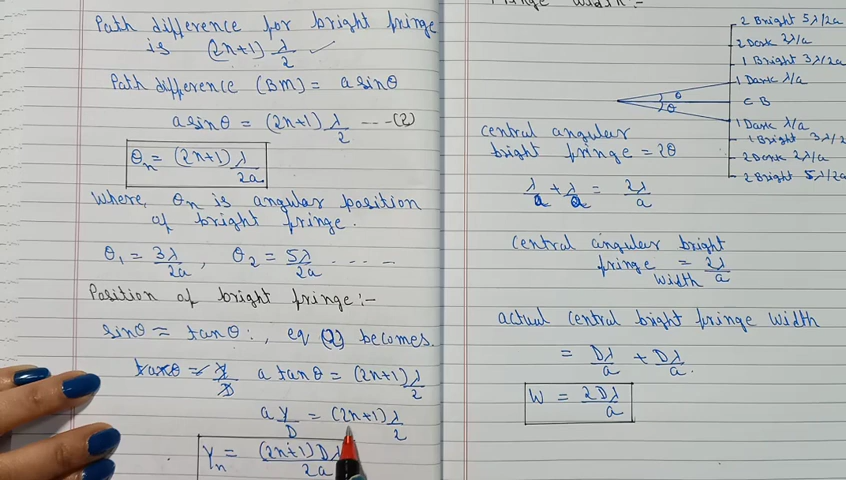 Path difference for bright fringe
is (2n+1) λ/2 ✓
Path difference (BM) = a sinθ
a sinθ = (2n+1) λ/2 ---- (2)
θn = (2n+1) λ/2a
Where, θn is angular position
of bright fringe.
θ1 = 3λ/2a , θ2 = 5λ/2a . - - - -
Position of bright fringe :-
sinθ ≈ tanθ ∴, eq (2) becomes.
a tanθ = (2n+1) λ/2
a y/D = (2n+1) λ/2
Yn = (2n+1) Dλ/2a
2 Bright 5λ/2a
2 Dark 2λ/a
1 Bright 3λ/2a
1 Dark λ/a
θ
C B
θ
1 Dark λ/a
1 Bright 3λ/2
2 Dark 2λ/a
2 Bright 5λ/2a
central angular
bright fringe = 2θ
λ/a + λ/a = 2λ/a
central angular bright
fringe width = 2λ/a
actual central bright fringe width
= Dλ/a + Dλ/a.
W = 2Dλ/a